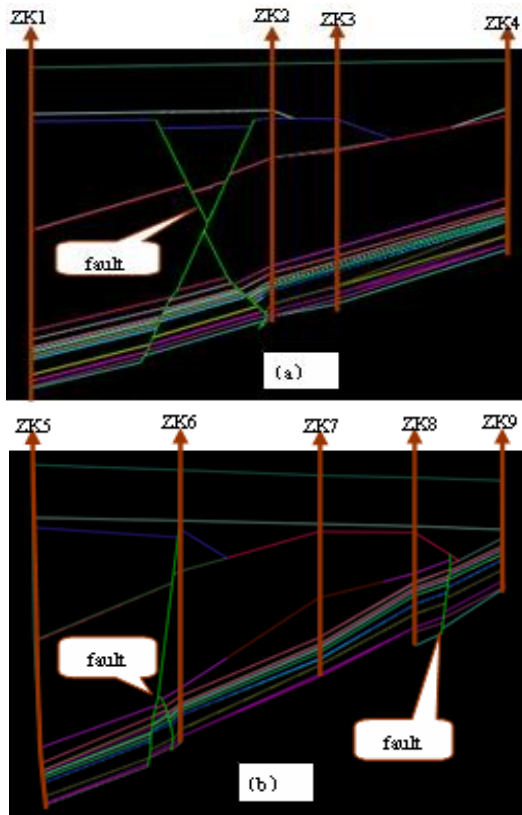 ZK1 ZK2 ZK3 ZK4
fault
(a)
ZK5 ZK6 ZK7 ZK8 ZK9
fault
fault
(b)